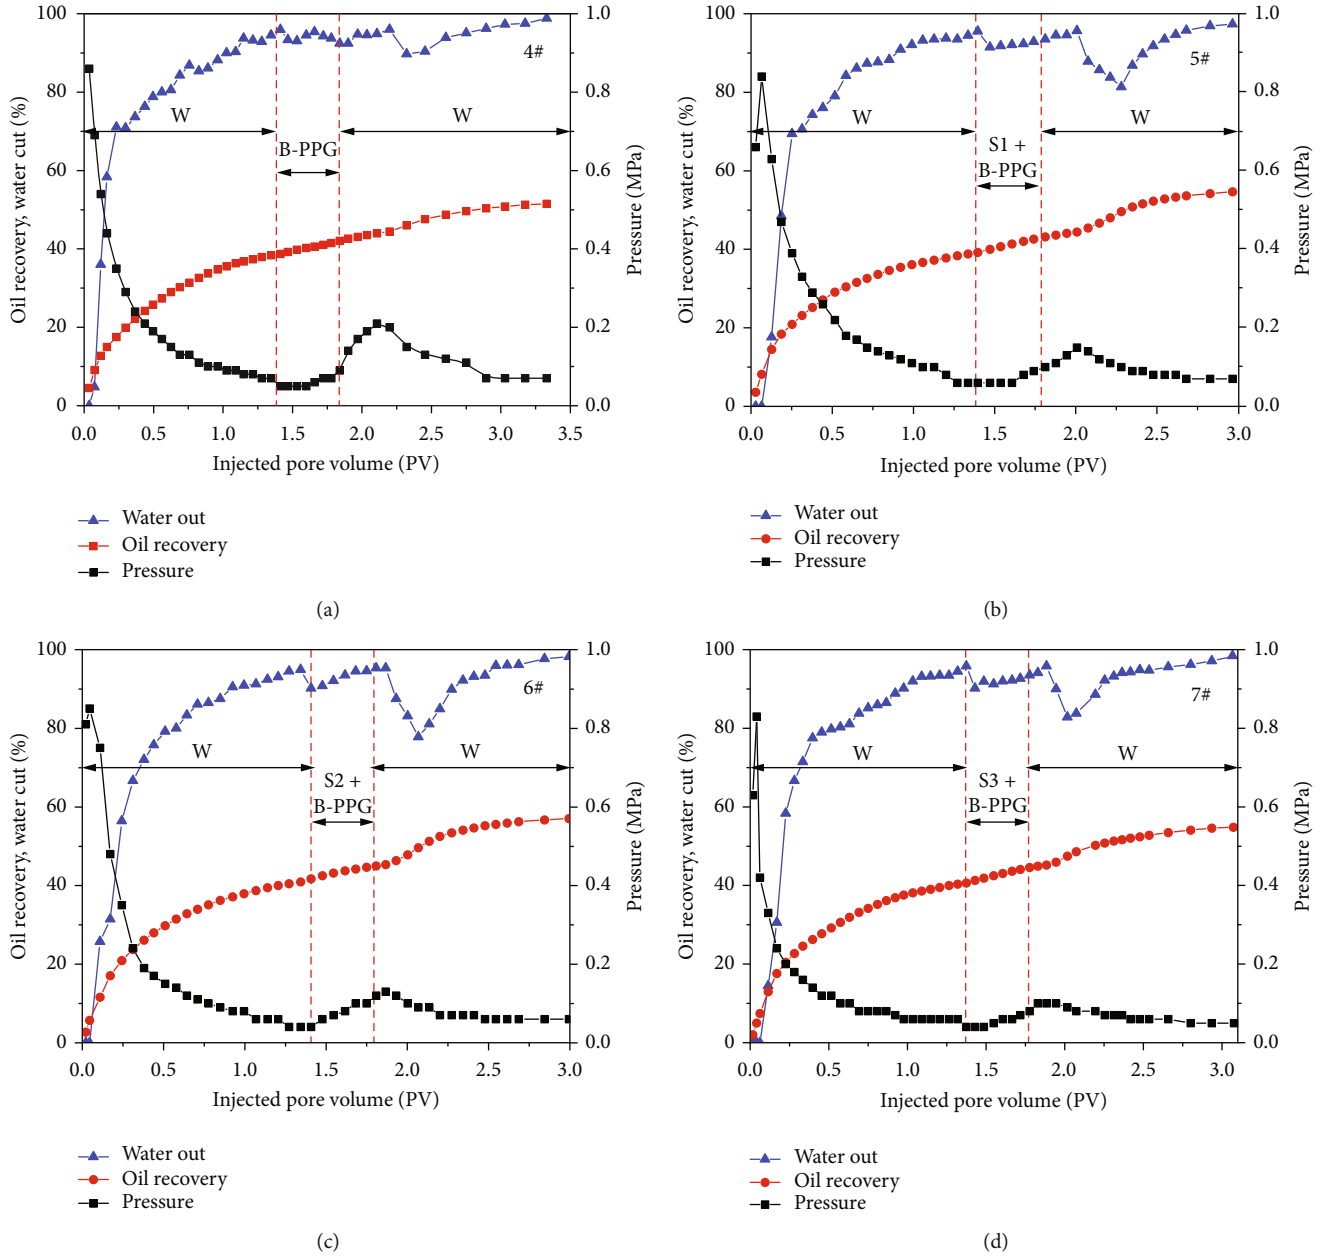 100
80
60
40
20
0
Oil recovery, water cut (%)
4#
W
B-PPG
W
1.0
0.8
0.6
0.4
0.2
0.0
Pressure (MPa)
0.0 0.5 1.0 1.5 2.0 2.5 3.0 3.5
Injected pore volume (PV)
Water out
Oil recovery
Pressure
(a)
100
80
60
40
20
0
Oil recovery, water cut (%)
5#
W
S1 +
B-PPG
W
1.0
0.8
0.6
0.4
0.2
0.0
Pressure (MPa)
0.0 0.5 1.0 1.5 2.0 2.5 3.0
Injected pore volume (PV)
Water out
Oil recovery
Pressure
(b)
100
80
60
40
20
0
Oil recovery, water cut (%)
6#
W
S2 +
B-PPG
W
1.0
0.8
0.6
0.4
0.2
0.0
Pressure (MPa)
0.0 0.5 1.0 1.5 2.0 2.5 3.0
Injected pore volume (PV)
Water out
Oil recovery
Pressure
(c)
100
80
60
40
20
0
Oil recovery, water cut (%)
7#
W
S3 +
B-PPG
W
1.0
0.8
0.6
0.4
0.2
0.0
Pressure (MPa)
0.0 0.5 1.0 1.5 2.0 2.5 3.0
Injected pore volume (PV)
Water out
Oil recovery
Pressure
(d)